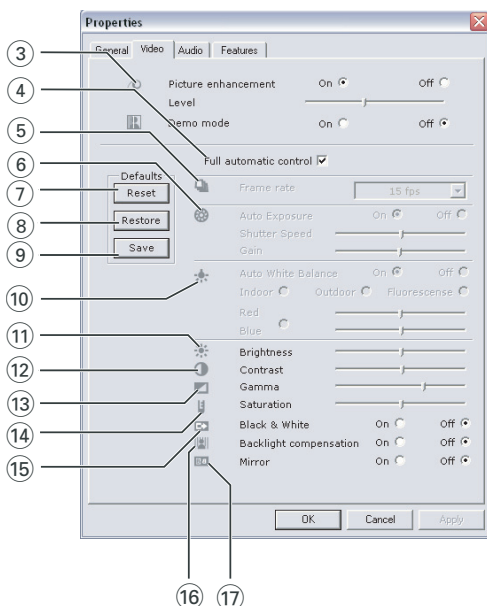 Properties
General Video Audio Features
3 Picture enhancement On Off
Level
4 Demo mode On Off
Full automatic control
Defaults
5 Frame rate 15 fps
6 Auto Exposure On Off
Shutter Speed
Gain
7 Reset
8 Restore
9 Save
10 Auto White Balance On Off
Indoor Outdoor Fluorescense
Red
Blue
11 Brightness
12 Contrast
13 Gamma
14 Saturation
15 Black & White On Off
Backlight compensation On Off
Mirror On Off
OK Cancel Apply
16 17